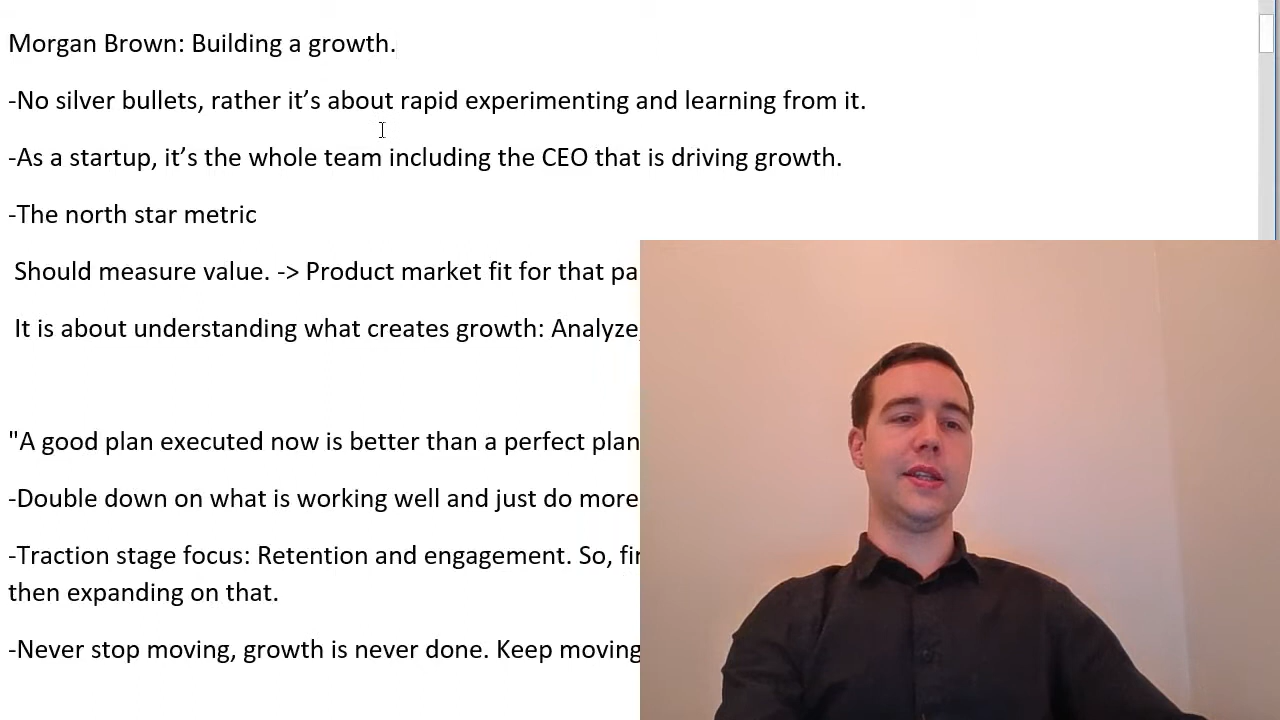 Morgan Brown: Building a growth.
-No silver bullets, rather it’s about rapid experimenting and learning from it.
-As a startup, it’s the whole team including the CEO that is driving growth.
-The north star metric
Should measure value. -> Product market fit for that
It is about understanding what creates growth: Analyze,
"A good plan executed now is better than a perfect plan
-Double down on what is working well and just do more
-Traction stage focus: Retention and engagement. So,
then expanding on that.
-Never stop moving, growth is never done. Keep moving